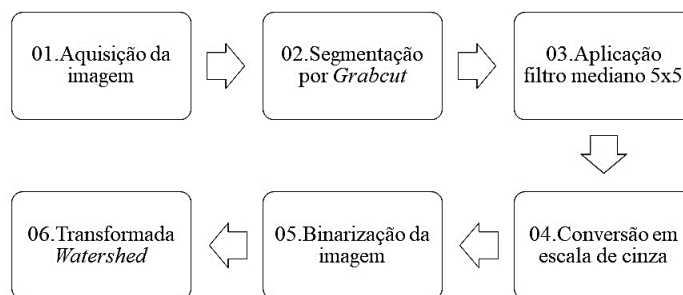 01.Aquisição da
imagem
02.Segmentação
por Grabcut
03.Aplicação
filtro mediano 5x5
04.Conversão em
escala de cinza
05.Binarização da
imagem
06.Transformada
Watershed